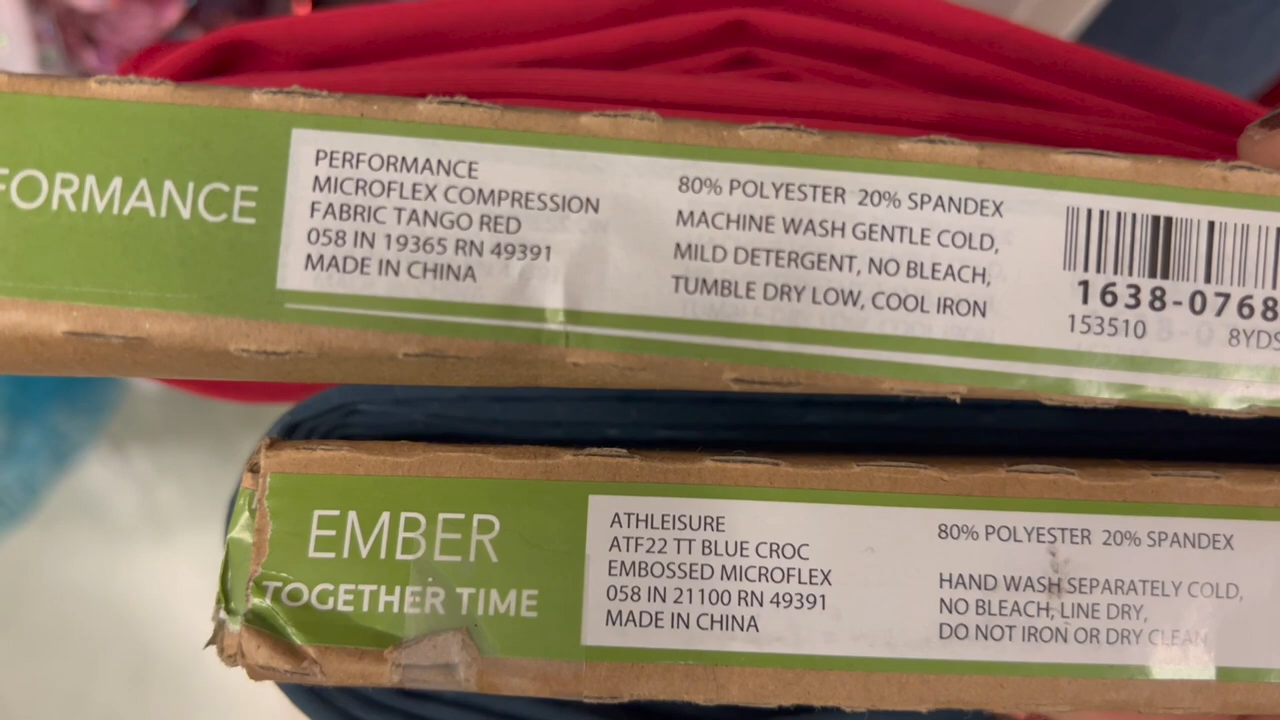 FORMANCE
PERFORMANCE
MICROFLEX COMPRESSION
FABRIC TANGO RED
058 IN 19365 RN 49391
MADE IN CHINA
80% POLYESTER 20% SPANDEX
MACHINE WASH GENTLE COLD,
MILD DETERGENT, NO BLEACH,
TUMBLE DRY LOW, COOL IRON
1638-0768
153510 8YDS
EMBER
TOGETHER TIME
ATHLEISURE
ATF22 TT BLUE CROC
EMBOSSED MICROFLEX
058 IN 21100 RN 49391
MADE IN CHINA
80% POLYESTER 20% SPANDEX
HAND WASH SEPARATELY COLD,
NO BLEACH, LINE DRY,
DO NOT IRON OR DRY CLEAN